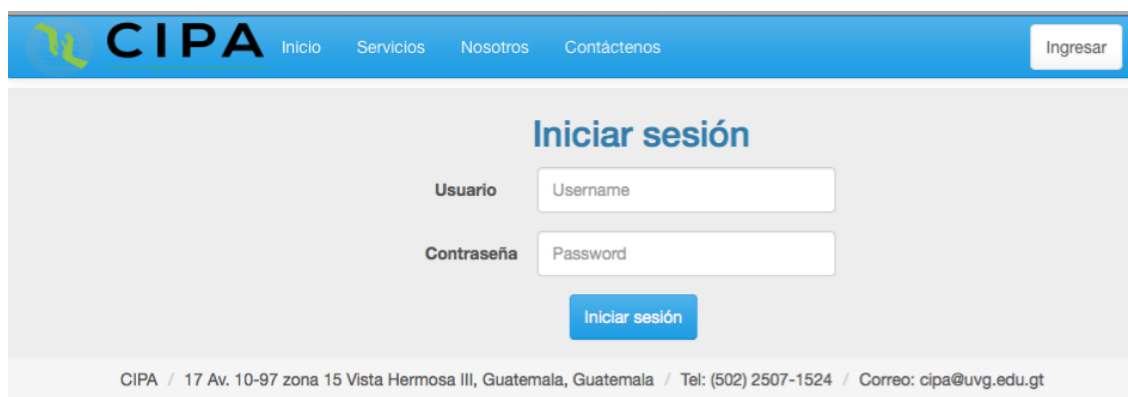 CIPA Inicio Servicios Nosotros Contáctenos Ingresar
Iniciar sesión
Usuario Username
Contraseña Password
Iniciar sesión
CIPA / 17 Av. 10-97 zona 15 Vista Hermosa III, Guatemala, Guatemala / Tel: (502) 2507-1524 / Correo: cipa@uvg.edu.gt